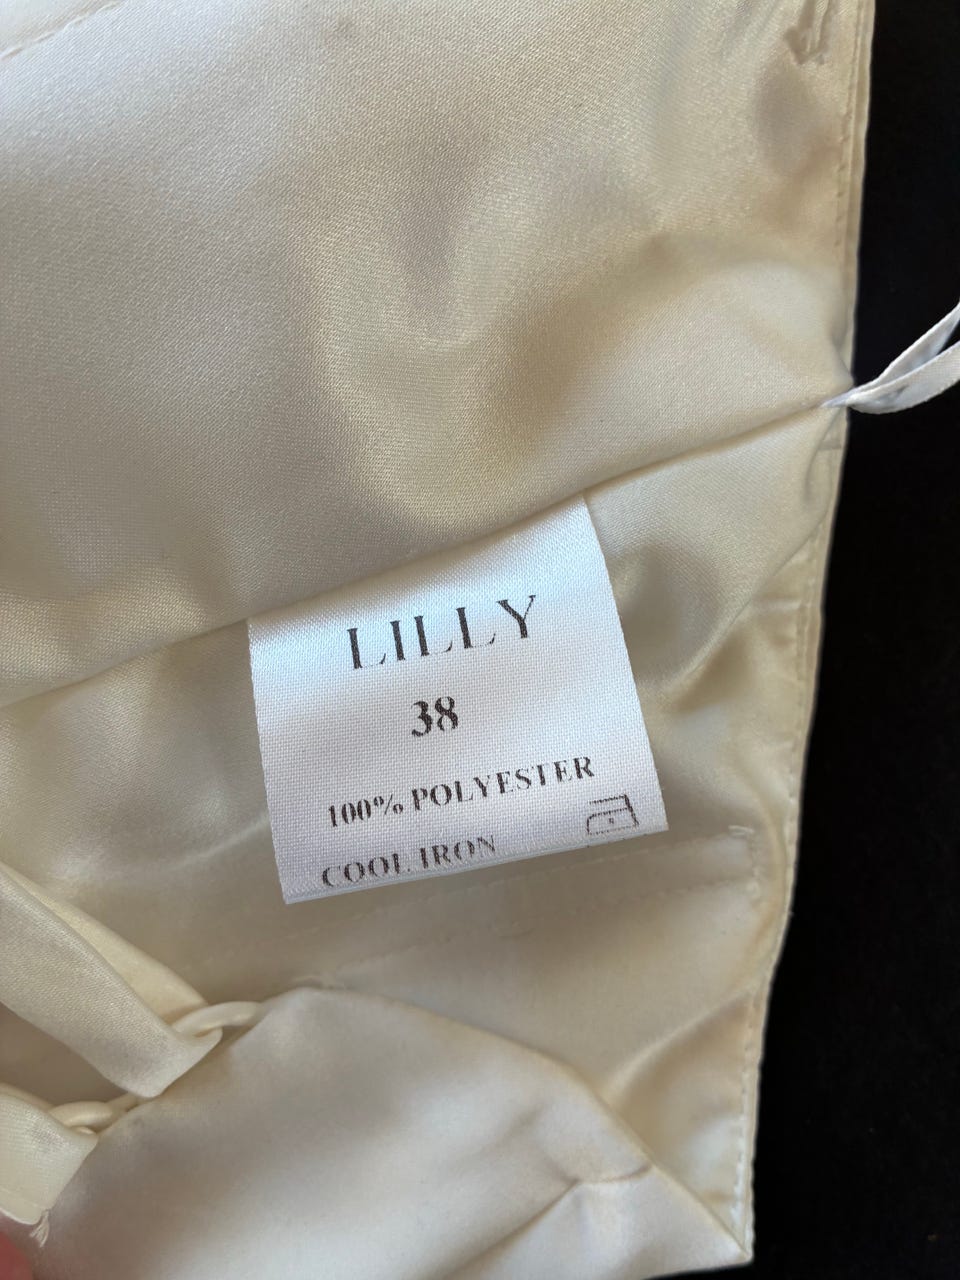 LILLY
38
100% POLYESTER
COOL IRON